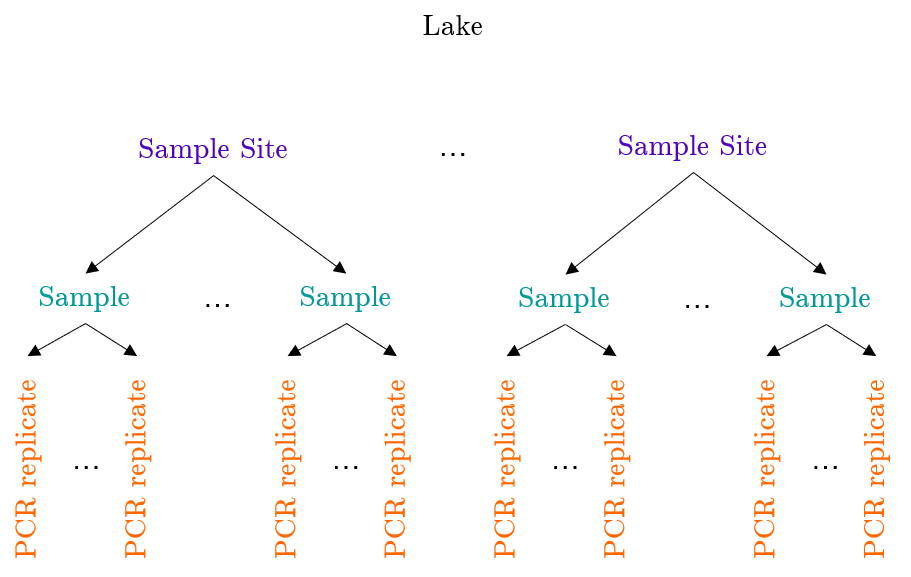 Lake
Sample Site ... Sample Site
Sample ... Sample Sample ... Sample
PCR replicate ... PCR replicate PCR replicate ... PCR replicate PCR replicate ... PCR replicate PCR replicate ... PCR replicate